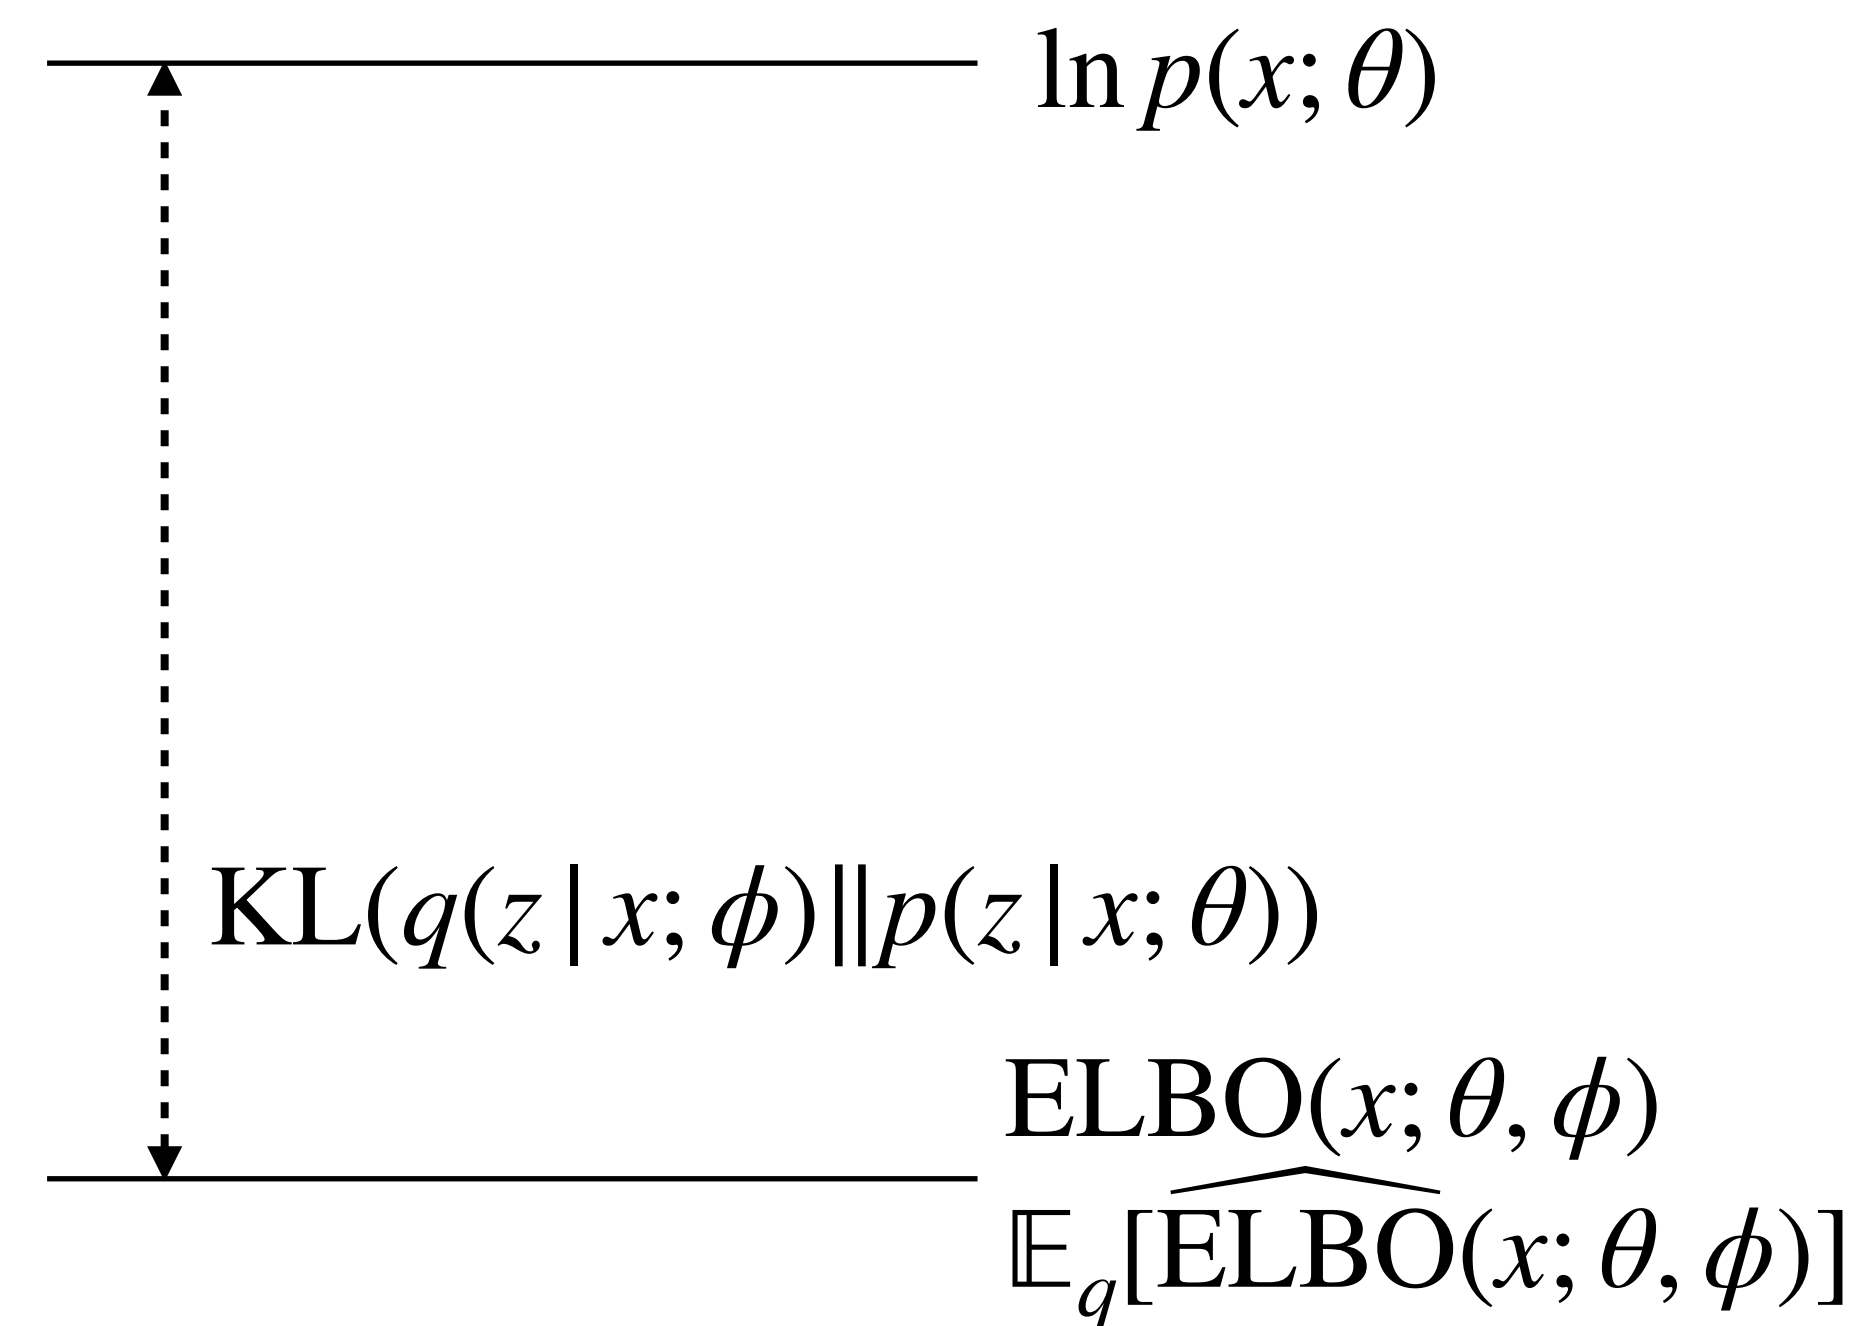 ln p(x; θ)
KL(q(z | x; ϕ)∥p(z | x; θ))
ELBO(x; θ, ϕ)
𝔼_q[\widehat{ELBO}(x; θ, ϕ)]